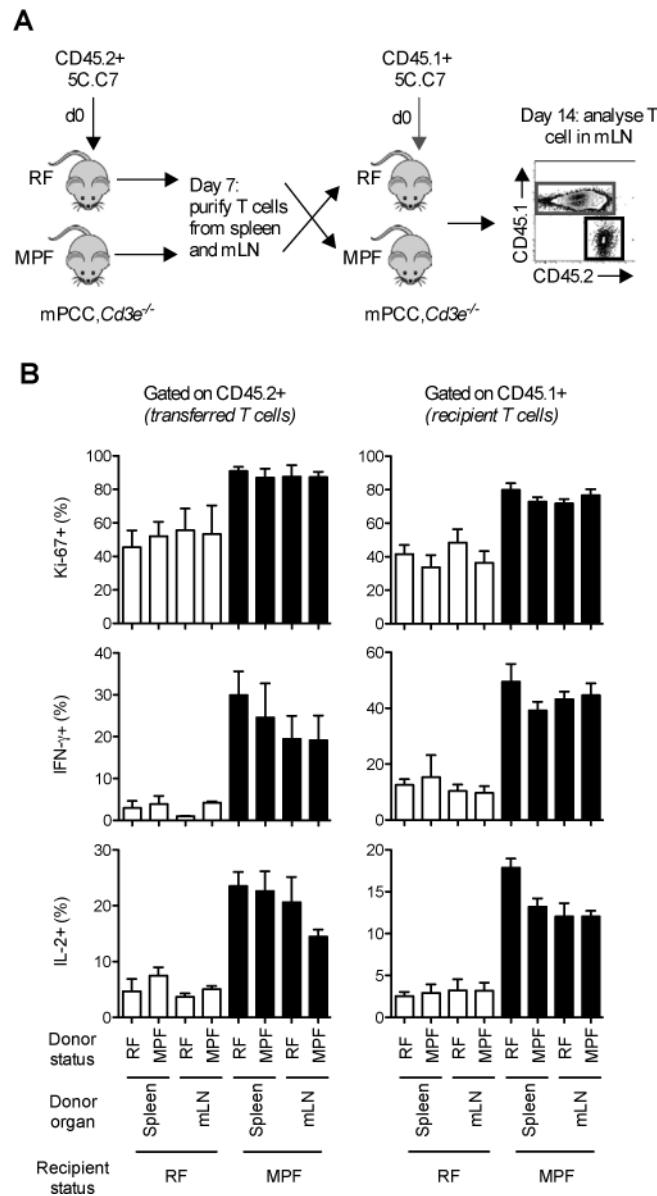 A
CD45.2+
5C.C7
d0
RF
MPF
mPCC,Cd3e-/-
Day 7:
purify T cells
from spleen
and mLN
CD45.1+
5C.C7
d0
RF
MPF
mPCC,Cd3e-/-
Day 14: analyse T
cell in mLN
CD45.1
CD45.2
B
Gated on CD45.2+
(transferred T cells)
Gated on CD45.1+
(recipient T cells)
Ki-67+ (%)
100
80
60
40
20
0
100
80
60
40
20
0
IFN-γ+ (%)
40
30
20
10
0
60
40
20
0
IL-2+ (%)
30
20
10
0
20
15
10
5
0
Donor
status
RF MPF RF MPF RF MPF RF MPF
RF MPF RF MPF RF MPF RF MPF
Donor
organ
Spleen mLN Spleen mLN
Spleen mLN Spleen mLN
Recipient
status
RF MPF
RF MPF